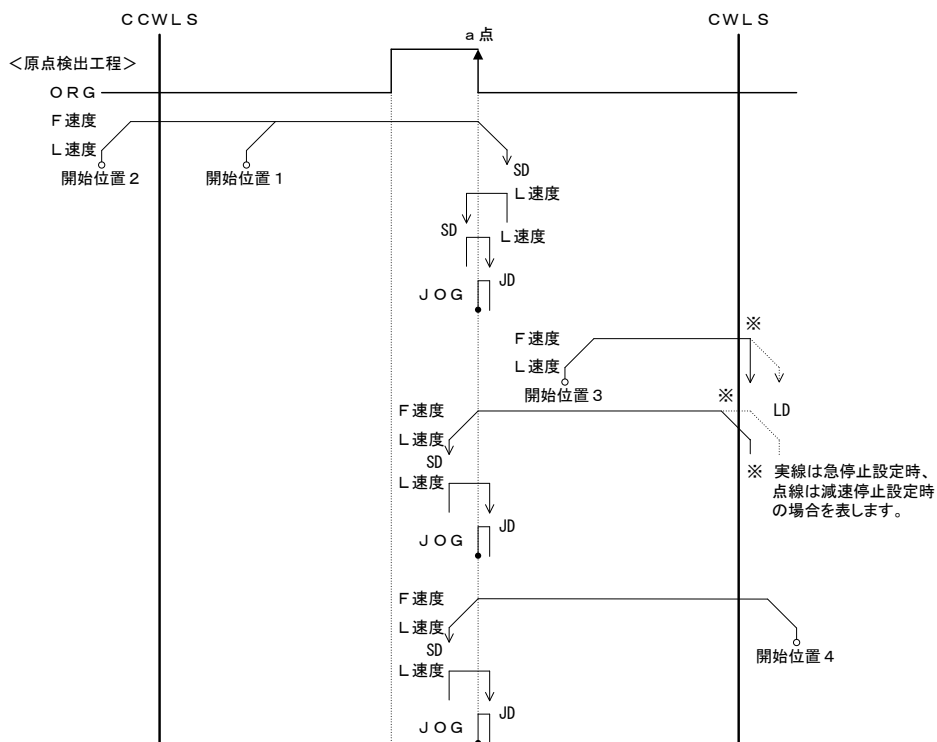 ＣＣＷＬＳ
ＣＷＬＳ
ａ点
＜原点検出工程＞
ＯＲＧ
Ｆ速度
Ｌ速度
開始位置２
開始位置１
SD
Ｌ速度
SD
Ｌ速度
JD
ＪＯＧ
※
Ｆ速度
Ｌ速度
開始位置３
※
LD
Ｆ速度
Ｌ速度
SD
※ 実線は急停止設定時、
点線は減速停止設定時
の場合を表します。
Ｌ速度
JD
ＪＯＧ
Ｆ速度
Ｌ速度
SD
開始位置４
Ｌ速度
JD
ＪＯＧ